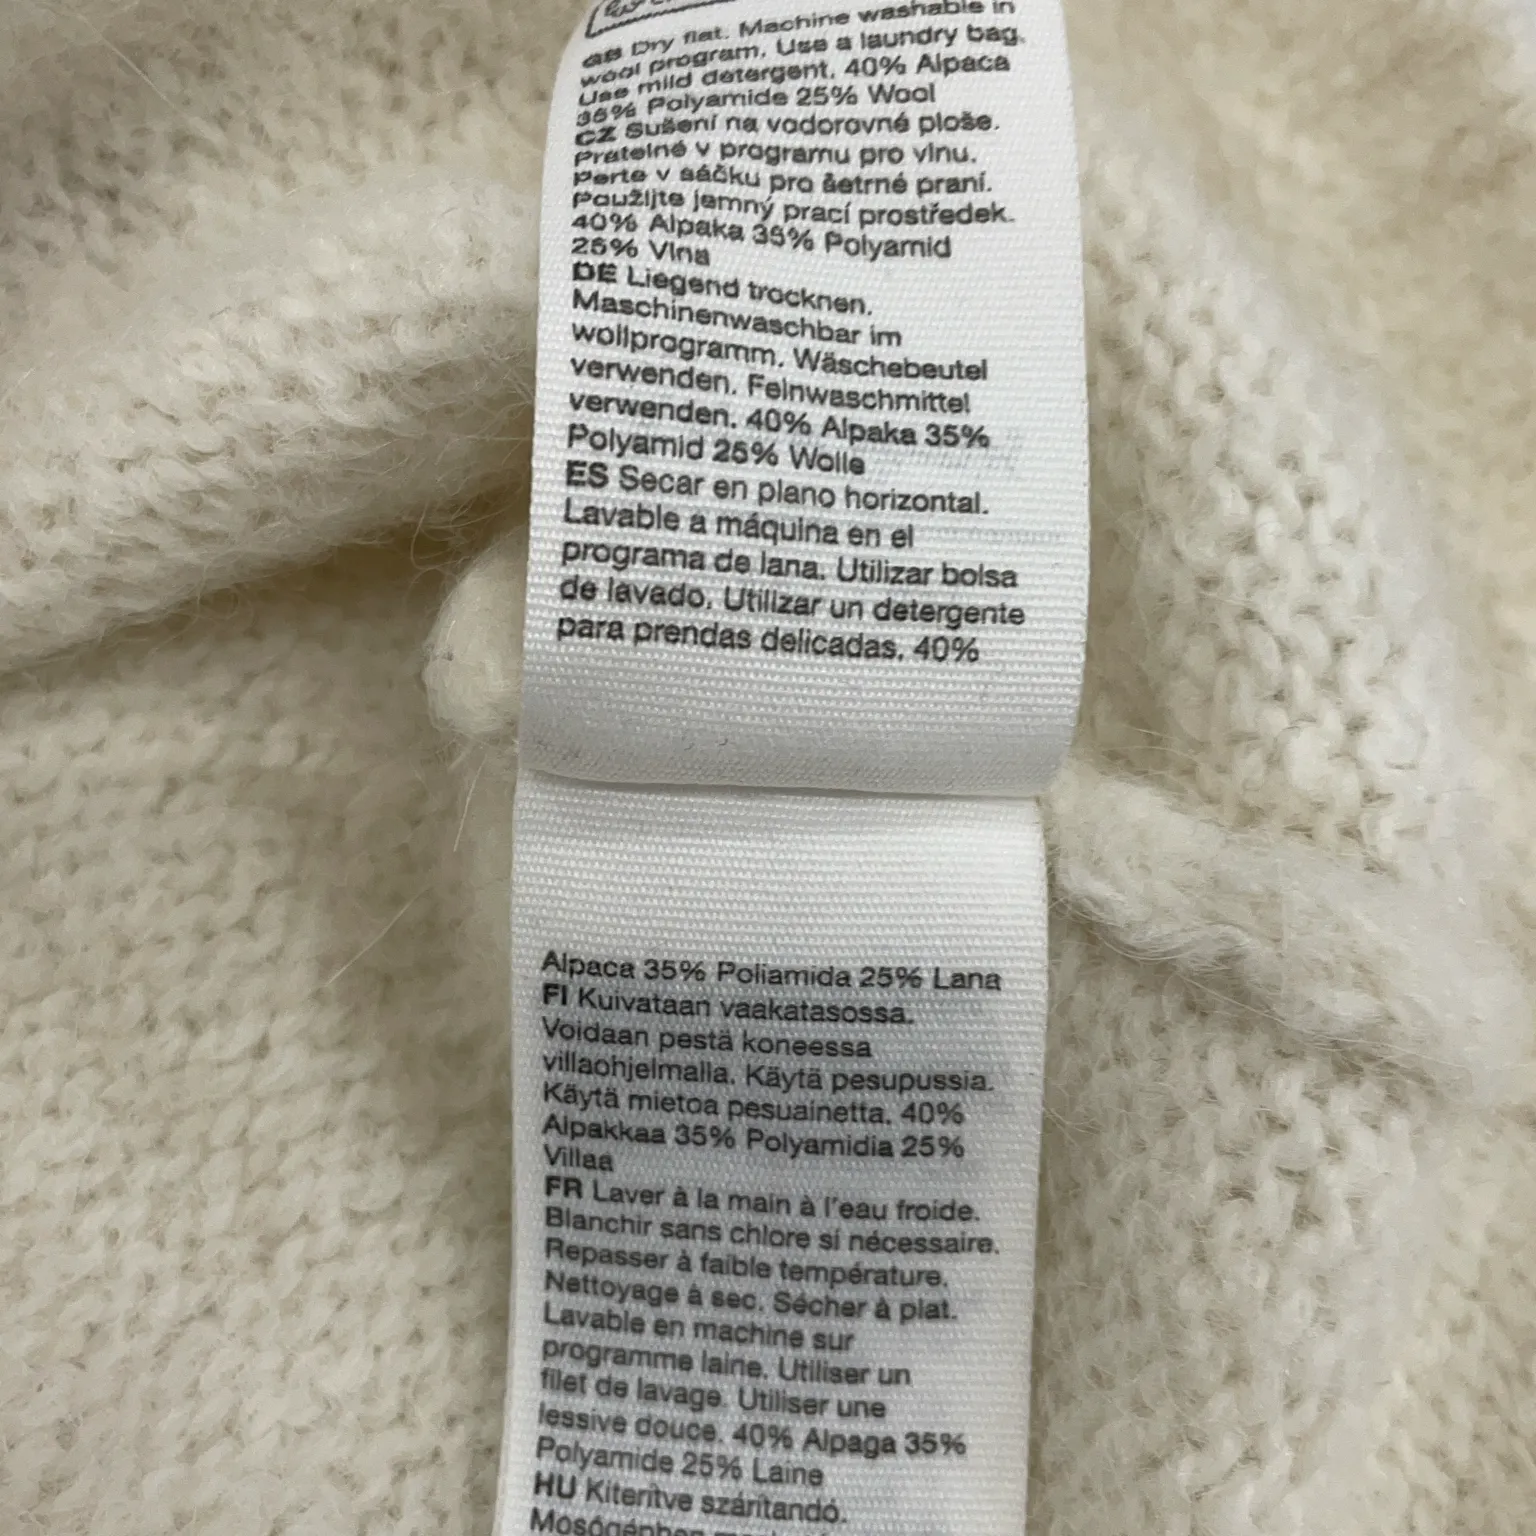 GB Dry flat. Machine washable in
wool program. Use a laundry bag.
Use mild detergent. 40% Alpaca
35% Polyamide 25% Wool
CZ Sušení na vodorovné ploše.
Pratelné v programu pro vlnu.
Perte v sáčku pro šetrné praní.
Použijte jemný prací prostředek.
40% Alpaka 35% Polyamid
25% Vlna
DE Liegend trocknen.
Maschinenwaschbar im
wollprogramm. Wäschebeutel
verwenden. Feinwaschmittel
verwenden. 40% Alpaka 35%
Polyamid 25% Wolle
ES Secar en plano horizontal.
Lavable a máquina en el
programa de lana. Utilizar bolsa
de lavado. Utilizar un detergente
para prendas delicadas. 40%
Alpaca 35% Poliamida 25% Lana
FI Kuivataan vaakatasossa.
Voidaan pestä koneessa
villaohjelmalla. Käytä pesupussia.
Käytä mietoa pesuainetta. 40%
Alpakkaa 35% Polyamidia 25%
Villaa
FR Laver à la main à l'eau froide.
Blanchir sans chlore si nécessaire.
Repasser à faible température.
Nettoyage à sec. Sécher à plat.
Lavable en machine sur
programme laine. Utiliser un
filet de lavage. Utiliser une
lessive douce. 40% Alpaga 35%
Polyamide 25% Laine
HU Kiterítve szárítandó.
Mosógépben